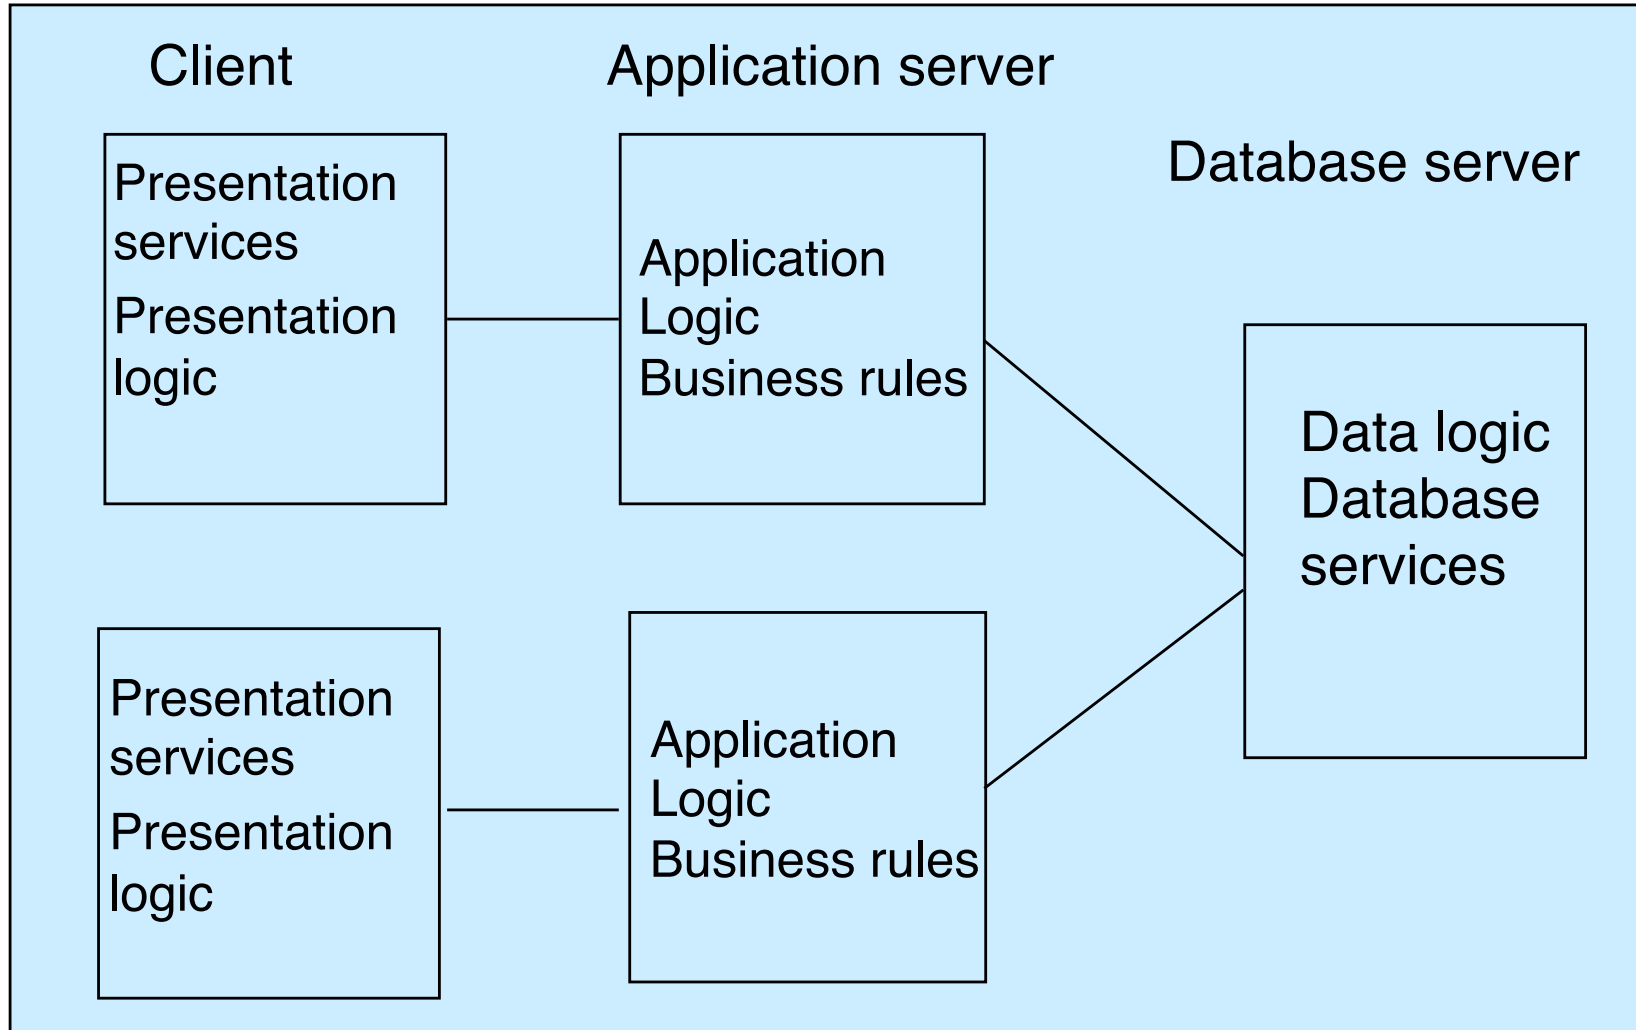 Client
Application server
Database server
Presentation
services
Presentation
logic
Application
Logic
Business rules
Data logic
Database
services
Presentation
services
Presentation
logic
Application
Logic
Business rules